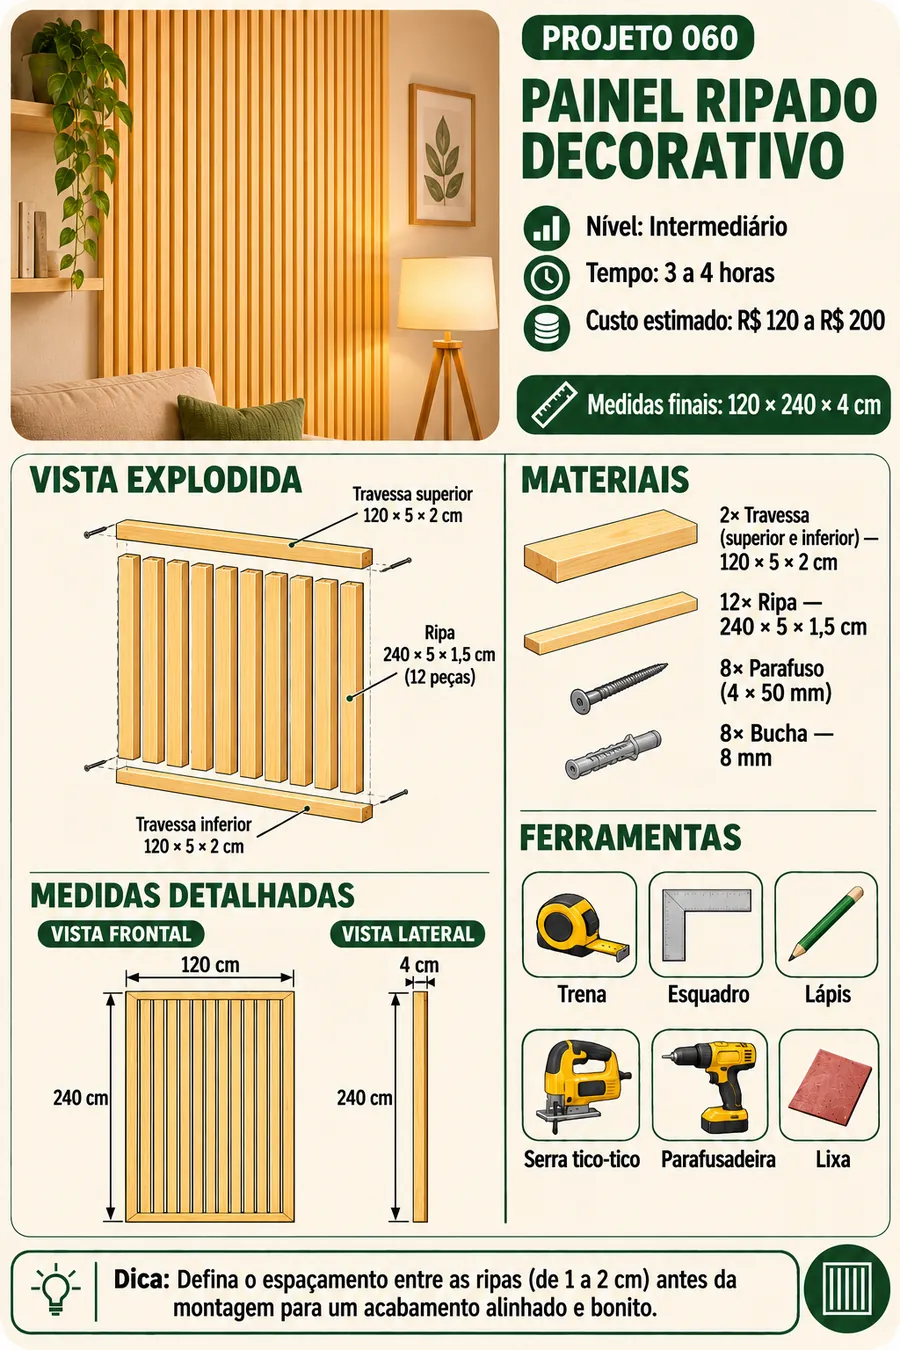 PROJETO 060
PAINEL RIPADO
DECORATIVO
Nível: Intermediário
Tempo: 3 a 4 horas
Custo estimado: R$ 120 a R$ 200
Medidas finais: 120 × 240 × 4 cm
VISTA EXPLODIDA
Travessa superior
120 × 5 × 2 cm
Ripa
240 × 5 × 1,5 cm
(12 peças)
Travessa inferior
120 × 5 × 2 cm
MATERIAIS
2× Travessa
(superior e inferior) —
120 × 5 × 2 cm
12× Ripa —
240 × 5 × 1,5 cm
8× Parafuso
(4 × 50 mm)
8× Bucha —
8 mm
MEDIDAS DETALHADAS
VISTA FRONTAL
120 cm
240 cm
VISTA LATERAL
4 cm
240 cm
FERRAMENTAS
Trena
Esquadro
Lápis
Serra tico-tico
Parafusadeira
Lixa
Dica: Defina o espaçamento entre as ripas (de 1 a 2 cm) antes da
montagem para um acabamento alinhado e bonito.